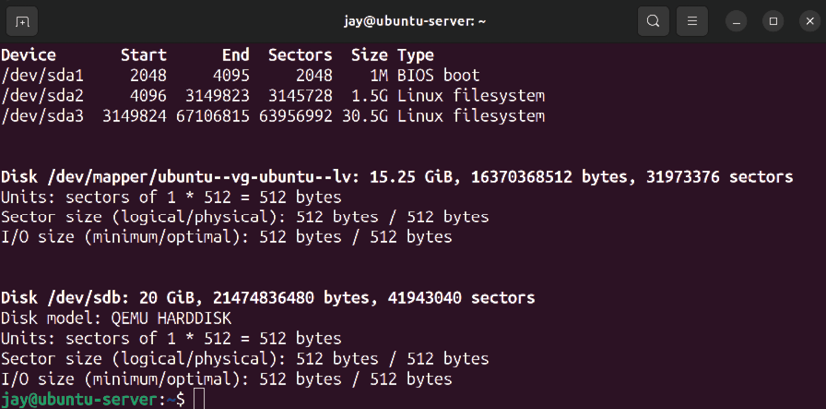 jay@ubuntu-server: ~
Device       Start      End  Sectors  Size Type
/dev/sda1     2048     4095     2048    1M BIOS boot
/dev/sda2     4096  3149823  3145728  1.5G Linux filesystem
/dev/sda3  3149824 67106815 63956992 30.5G Linux filesystem
Disk /dev/mapper/ubuntu--vg-ubuntu--lv: 15.25 GiB, 16370368512 bytes, 31973376 sectors
Units: sectors of 1 * 512 = 512 bytes
Sector size (logical/physical): 512 bytes / 512 bytes
I/O size (minimum/optimal): 512 bytes / 512 bytes
Disk /dev/sdb: 20 GiB, 21474836480 bytes, 41943040 sectors
Disk model: QEMU HARDDISK
Units: sectors of 1 * 512 = 512 bytes
Sector size (logical/physical): 512 bytes / 512 bytes
I/O size (minimum/optimal): 512 bytes / 512 bytes
jay@ubuntu-server:~$